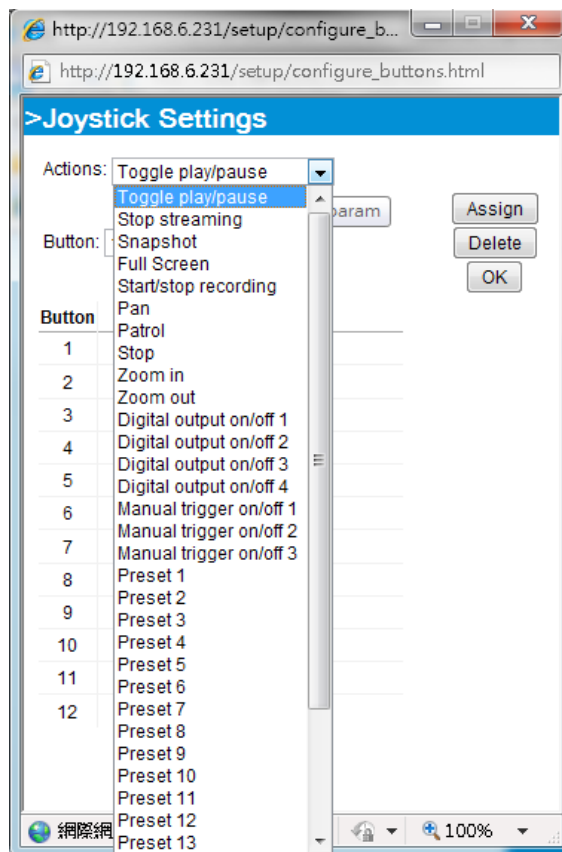 http://192.168.6.231/setup/configure_b...
http://192.168.6.231/setup/configure_buttons.html
>Joystick Settings
Actions: Toggle play/pause
Toggle play/pause
Stop streaming
Snapshot
Full Screen
Start/stop recording
Pan
Patrol
Stop
Zoom in
Zoom out
Digital output on/off 1
Digital output on/off 2
Digital output on/off 3
Digital output on/off 4
Manual trigger on/off 1
Manual trigger on/off 2
Manual trigger on/off 3
Preset 1
Preset 2
Preset 3
Preset 4
Preset 5
Preset 6
Preset 7
Preset 8
Preset 9
Preset 10
Preset 11
Preset 12
Preset 13
param
Assign
Button:
Delete
OK
Button
1
2
3
4
5
6
7
8
9
10
11
12
網際網
100%